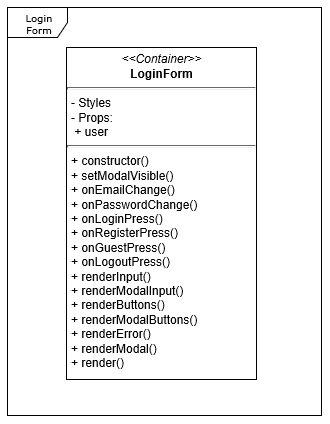 Login
Form
<<Container>>
LoginForm
- Styles
- Props:
+ user
+ constructor()
+ setModalVisible()
+ onEmailChange()
+ onPasswordChange()
+ onLoginPress()
+ onRegisterPress()
+ onGuestPress()
+ onLogoutPress()
+ renderInput()
+ renderModalInput()
+ renderButtons()
+ renderModalButtons()
+ renderError()
+ renderModal()
+ render()